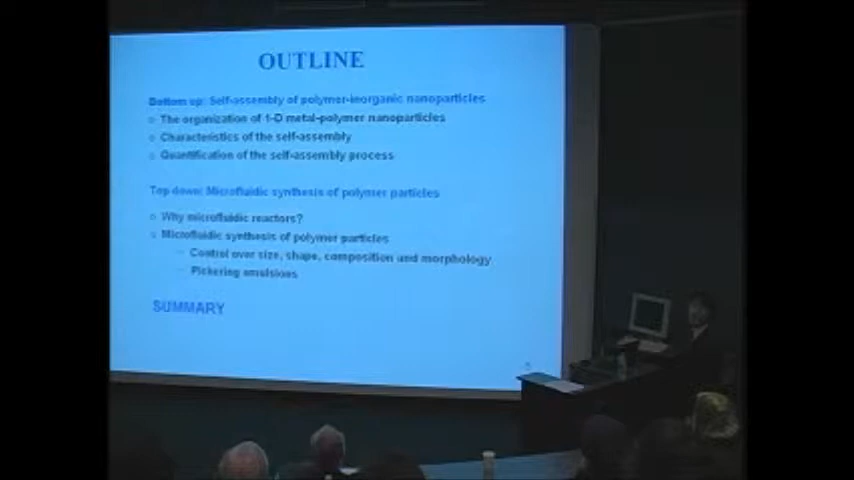 OUTLINE
Bottom up: Self-assembly of polymer-inorganic nanoparticles
The organization of 1-D metal-polymer nanoparticles
Characteristics of the self-assembly
Quantification of the self-assembly process
Top down: Microfluidic synthesis of polymer particles
Why microfluidic reactors?
Microfluidic synthesis of polymer particles
- Control over size, shape, composition and morphology
- Pickering emulsions
SUMMARY